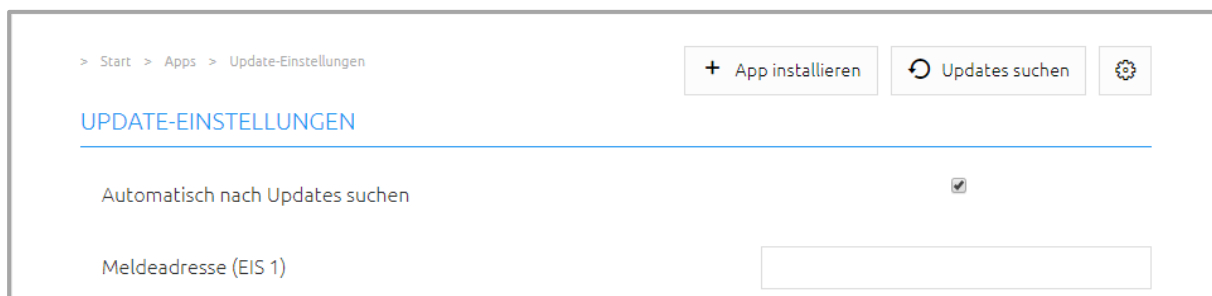 > Start > Apps > Update-Einstellungen
+ App installieren
Updates suchen
UPDATE-EINSTELLUNGEN
Automatisch nach Updates suchen
Meldeadresse (EIS 1)